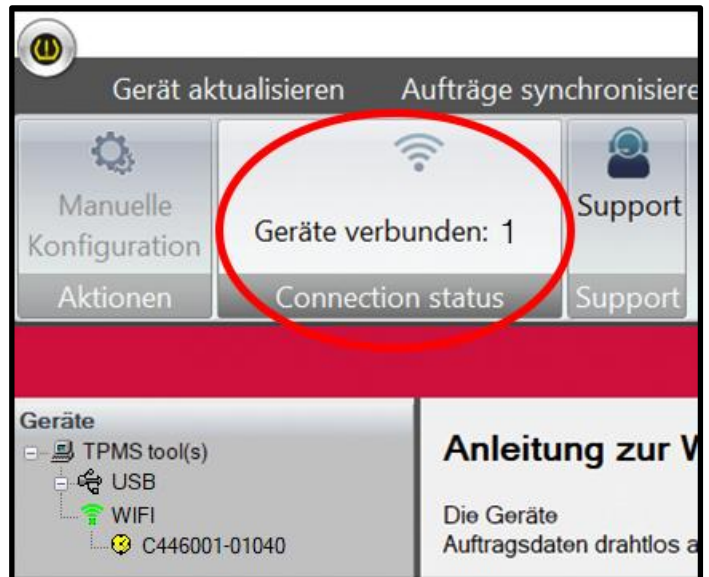 Gerät aktualisieren Aufträge synchronisiere
Manuelle
Konfiguration
Aktionen
Geräte verbunden: 1
Connection status
Support
Support
Geräte
TPMS tool(s)
USB
WIFI
C446001-01040
Anleitung zur
Die Geräte
Auftragsdaten drahtlos a